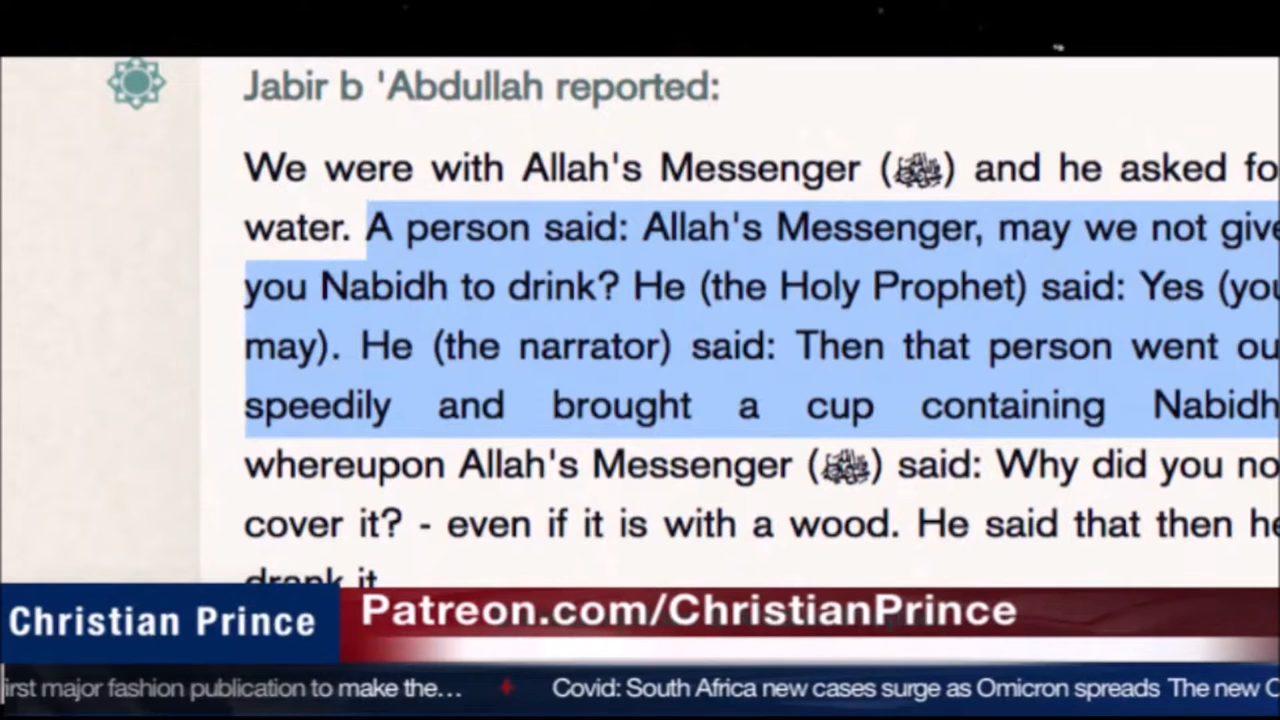 Jabir b 'Abdullah reported:
We were with Allah's Messenger (ﷺ) and he asked fo
water. A person said: Allah's Messenger, may we not give
you Nabidh to drink? He (the Holy Prophet) said: Yes (you
may). He (the narrator) said: Then that person went ou
speedily and brought a cup containing Nabidh
whereupon Allah's Messenger (ﷺ) said: Why did you no
cover it? - even if it is with a wood. He said that then he
drank it
Christian Prince
Patreon.com/ChristianPrince
irst major fashion publication to make the... Covid: South Africa new cases surge as Omicron spreads The new C